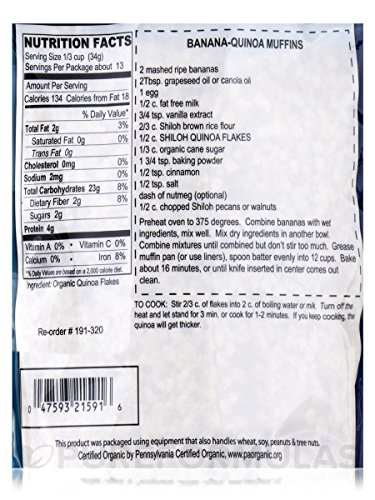 NUTRITION FACTS
Serving Size 1/3 cup (34g)
Servings Per Package about 13
Amount Per Serving
Calories 134 Calories from Fat 18
% Daily Value*
Total Fat 2g 3%
Saturated Fat 0g 0%
Trans Fat 0g
Cholesterol 0mg 0%
Sodium 2mg 0%
Total Carbohydrates 23g 8%
Dietary Fiber 2g 8%
Sugars 2g
Protein 4g
Vitamin A 0% • Vitamin C 0%
Calcium 0% • Iron 8%
*% Daily Values are based on a 2,000 calorie diet.
Ingredient: Organic Quinoa Flakes
Re-order # 191-320
BANANA-QUINOA MUFFINS
2 mashed ripe bananas
2Tbsp. grapeseed oil or canola oil
1 egg
1/2 c. fat free milk
3/4 tsp. vanilla extract
2/3 c. Shiloh brown rice flour
1/2 c. SHILOH QUINOA FLAKES
1/3 c. organic cane sugar
1 3/4 tsp. baking powder
1/2 tsp. cinnamon
1/2 tsp. salt
dash of nutmeg (optional)
1/2 c. chopped Shiloh pecans or walnuts
Preheat oven to 375 degrees. Combine bananas with wet
ingredients, mix well. Mix dry ingredients in another bowl.
Combine mixtures until combined but don't stir too much. Grease
muffin pan (or use liners), spoon batter evenly into 12 cups. Bake
about 16 minutes, or until knife inserted in center comes out
clean.
TO COOK: Stir 2/3 c. of flakes into 2 c. of boiling water or milk. Turn off the
heat and let stand for 3 min. or cook for 1-2 minutes. If you keep cooking, the
quinoa will get thicker.
0 47593 21591 6
This product was packaged using equipment that also handles wheat, soy, peanuts & tree nuts.
Certified Organic by Pennsylvania Certified Organic. www.paorganic.org